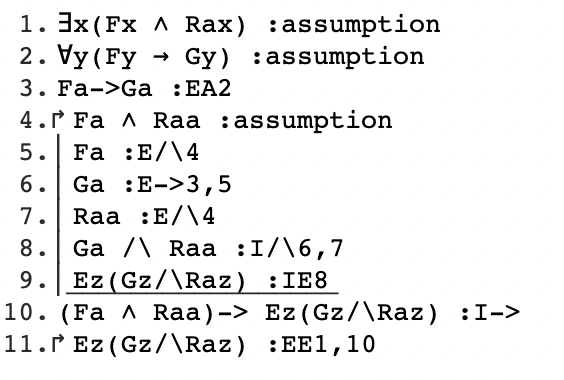 1. ∃x(Fx ∧ Rax) :assumption
2. ∀y(Fy → Gy) :assumption
3. Fa->Ga :EA2
4.┌ Fa ∧ Raa :assumption
5. Fa :E/\4
6. Ga :E->3,5
7. Raa :E/\4
8. Ga /\ Raa :I/\6,7
9. Ez(Gz/\Raz) :IE8
10. (Fa ∧ Raa)-> Ez(Gz/\Raz) :I->
11.┌ Ez(Gz/\Raz) :EE1,10